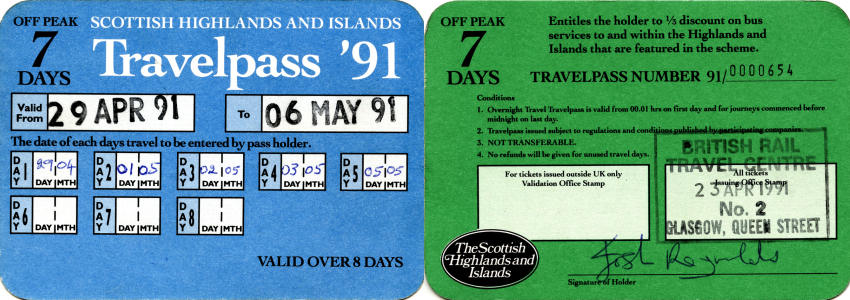 OFF PEAK
7
DAYS
SCOTTISH HIGHLANDS AND ISLANDS
Travelpass '91
Valid From
29 APR 91
To
06 MAY 91
The date of each days travel to be entered by pass holder.
DAY 1 29 04 DAY MTH
DAY 2 01 05 DAY MTH
DAY 3 02 05 DAY MTH
DAY 4 03 05 DAY MTH
DAY 5 05 05 DAY MTH
DAY 6 DAY MTH
DAY 7 DAY MTH
DAY 8 DAY MTH
VALID OVER 8 DAYS
OFF PEAK
7
DAYS
Entitles the holder to ⅓ discount on bus
services to and within the Highlands and
Islands that are featured in the scheme.
TRAVELPASS NUMBER 91/0000654
Conditions
1. Overnight Travel Travelpass is valid from 00.01 hrs on first day and for journeys commenced before
midnight on last day.
2. Travelpass issued subject to regulations and conditions published by participating companies.
3. NOT TRANSFERABLE.
4. No refunds will be given for unused travel days.
For tickets issued outside UK only
Validation Office Stamp
All tickets
Issuing Office Stamp
BRITISH RAIL
TRAVEL CENTRE
23 APR 1991
No. 2
GLASGOW, QUEEN STREET
The Scottish
Highlands and
Islands
Josh Reynolds
Signature of Holder